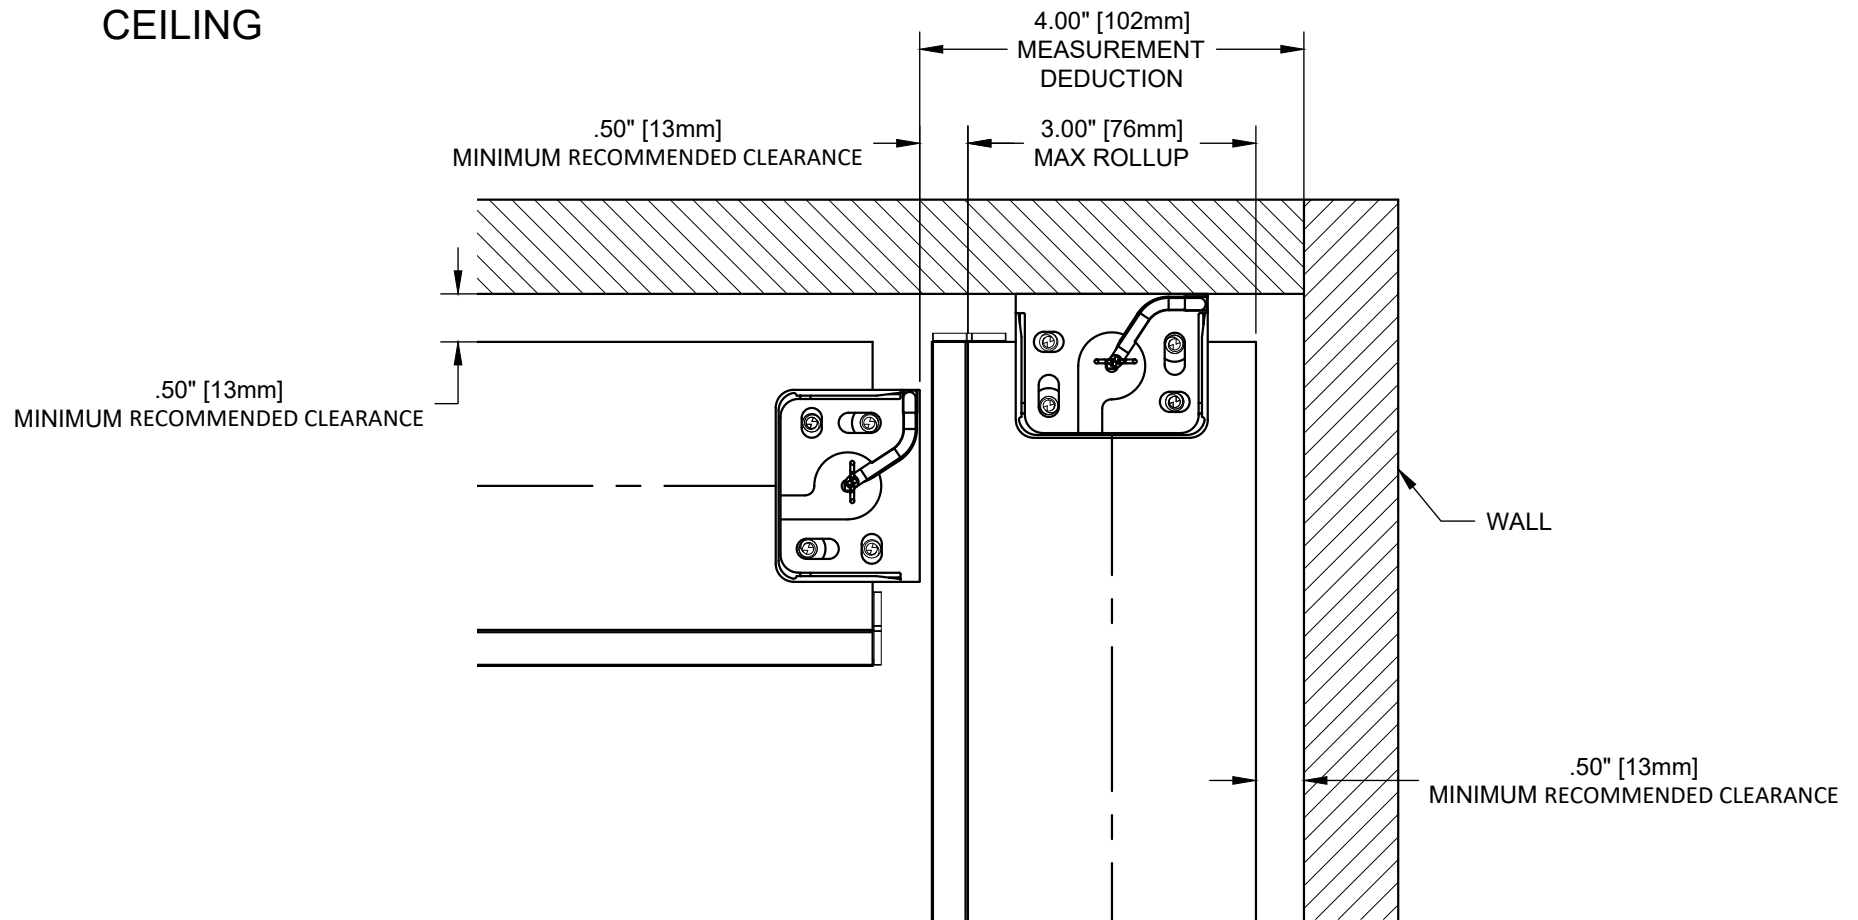 CEILING
4.00" [102mm]
MEASUREMENT
DEDUCTION
.50" [13mm]
MINIMUM RECOMMENDED CLEARANCE
3.00" [76mm]
MAX ROLLUP
.50" [13mm]
MINIMUM RECOMMENDED CLEARANCE
WALL
.50" [13mm]
MINIMUM RECOMMENDED CLEARANCE